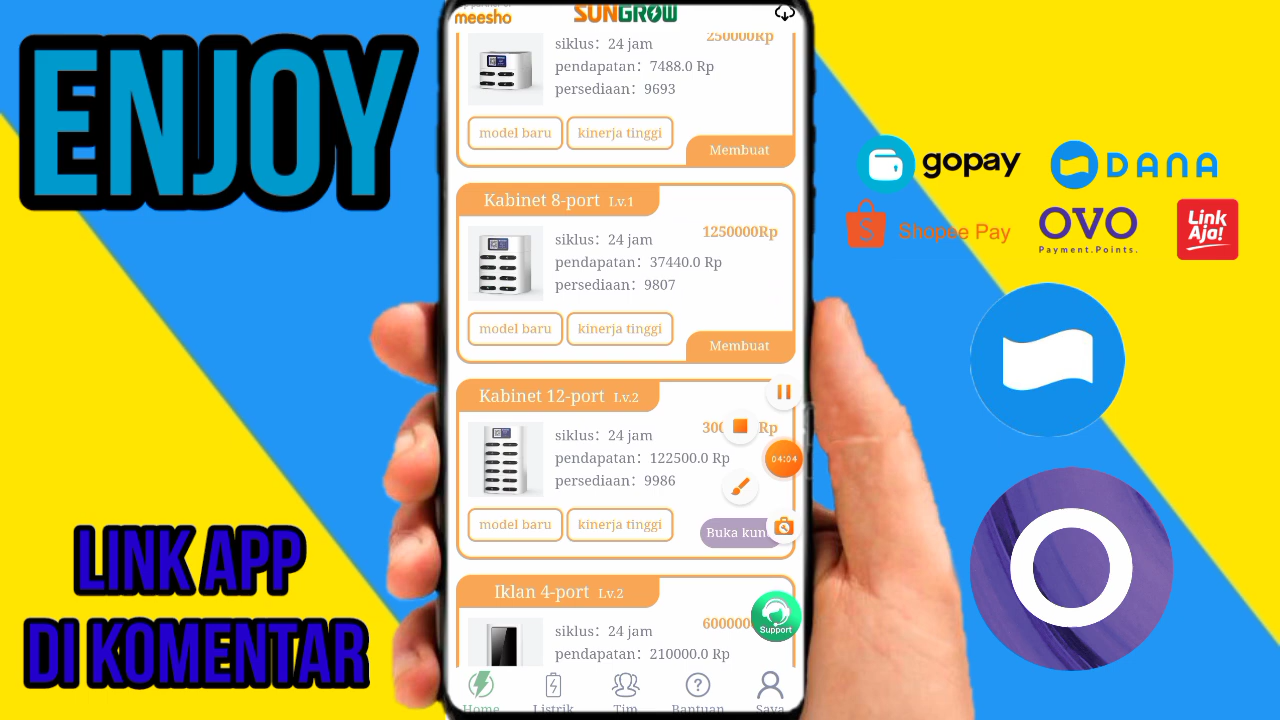 ENJOY
LINK APP
DI KOMENTAR
meesho
SUNGROW
250000Rp
siklus: 24 jam
pendapatan: 7488.0 Rp
persediaan: 9693
model baru
kinerja tinggi
Membuat
Kabinet 8-port Lv.1
1250000Rp
siklus: 24 jam
pendapatan: 37440.0 Rp
persediaan: 9807
model baru
kinerja tinggi
Membuat
Kabinet 12-port Lv.2
300 Rp
siklus: 24 jam
pendapatan: 122500.0 Rp
persediaan: 9986
04:04
model baru
kinerja tinggi
Buka kun
Iklan 4-port Lv.2
600000
siklus: 24 jam
pendapatan: 210000.0 Rp
Support
Home
Listrik
Tim
Bantuan
Saya
gopay
DANA
S
Shopee Pay
OVO
Payment.Points.
Link
Aja!